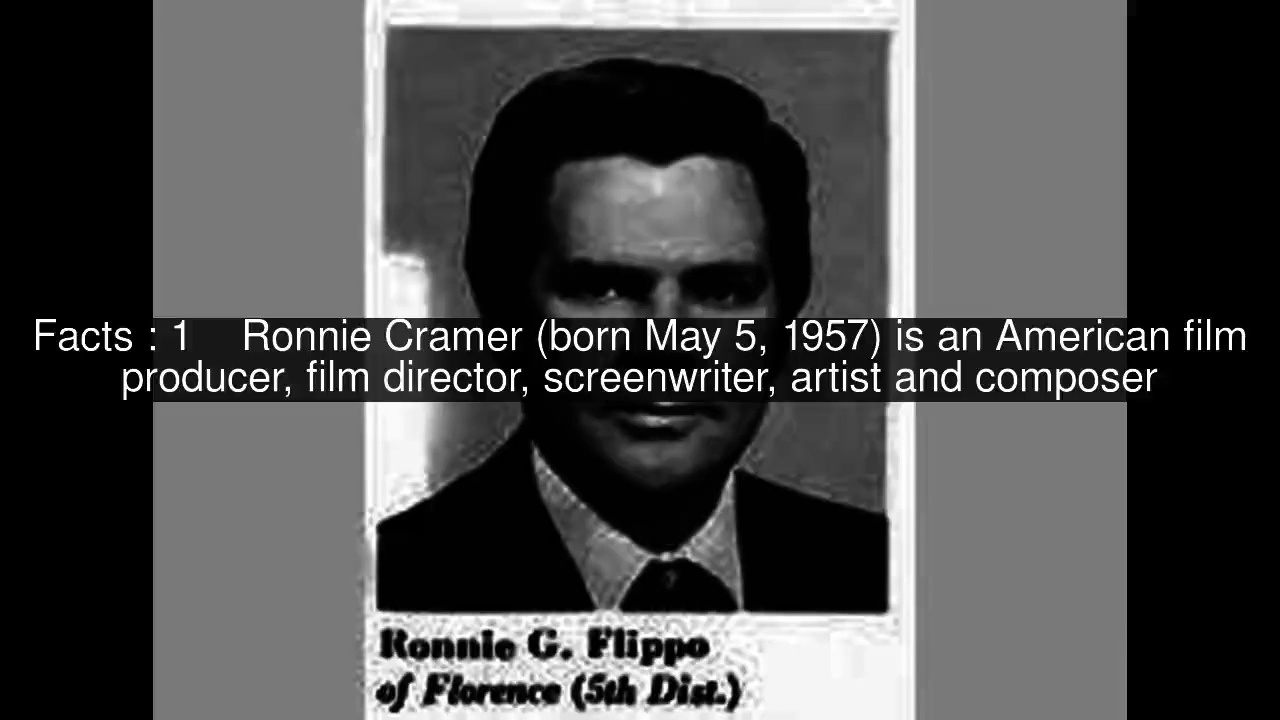 Facts : 1 Ronnie Cramer (born May 5, 1957) is an American film
producer, film director, screenwriter, artist and composer
Ronnie G. Flippo
of Florence (5th Dist.)